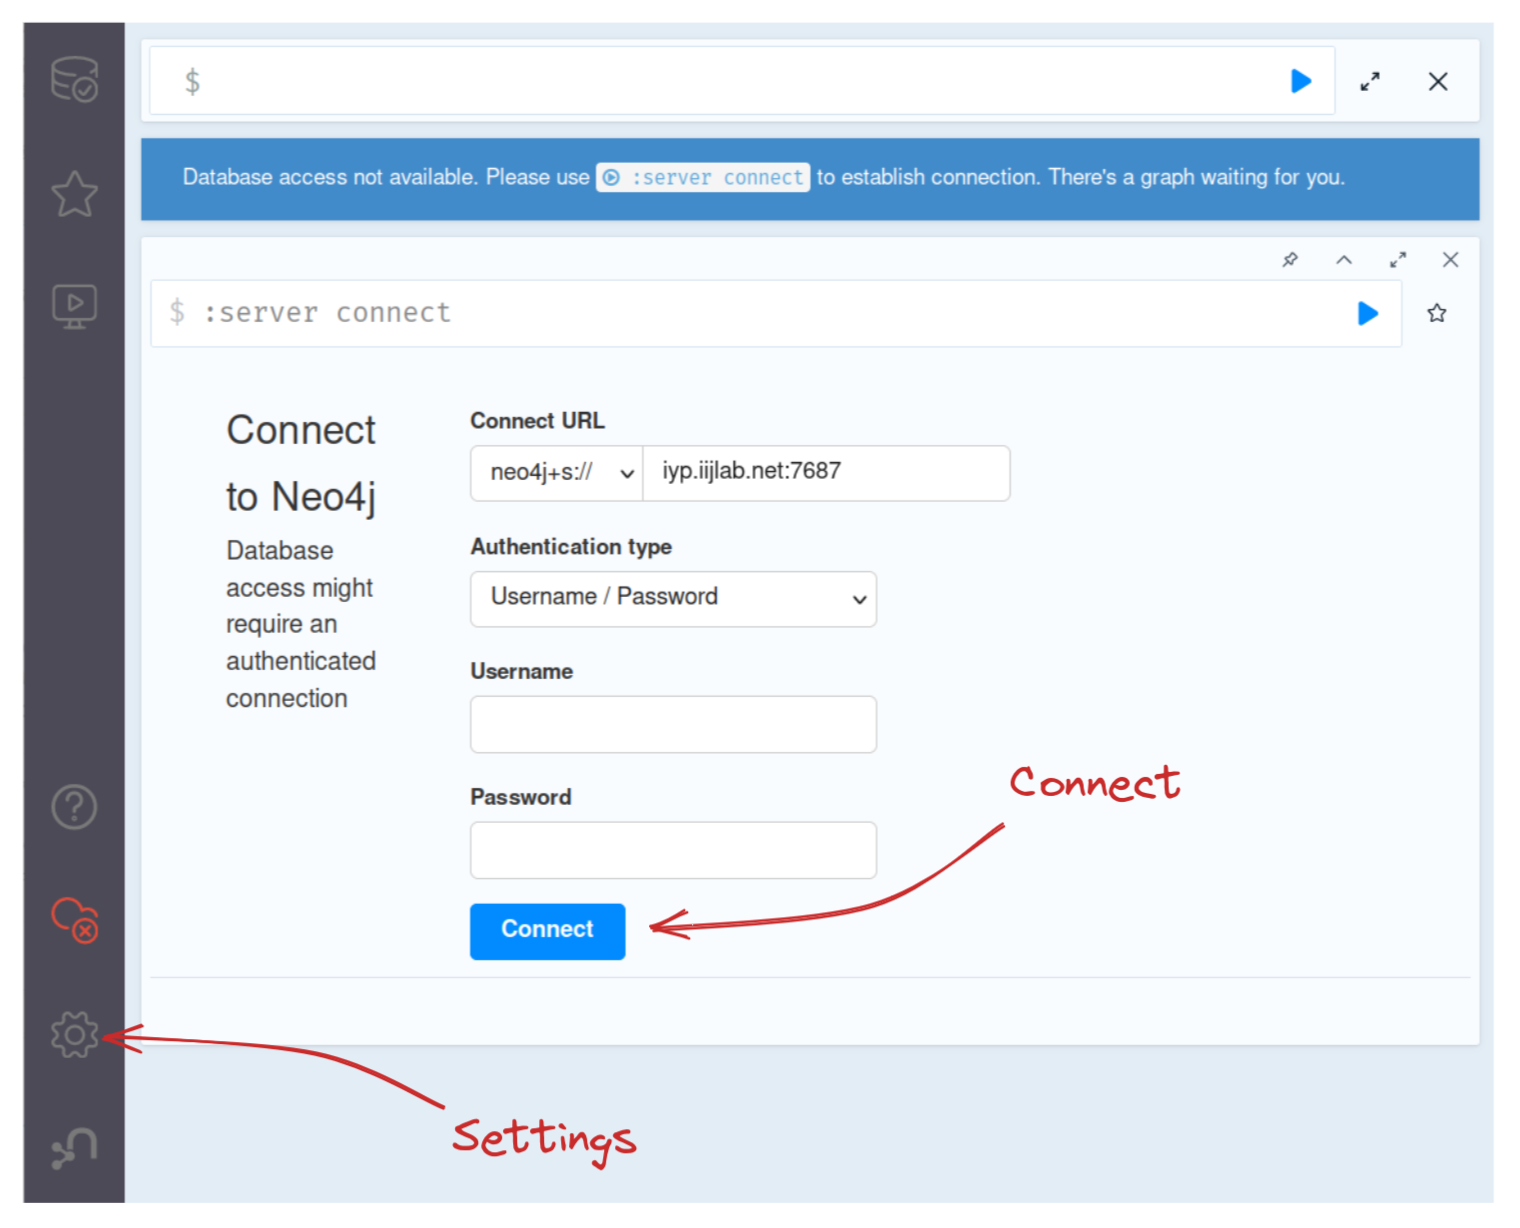 $
Database access not available. Please use :server connect to establish connection. There's a graph waiting for you.
$ :server connect
Connect
to Neo4j
Database
access might
require an
authenticated
connection
Connect URL
neo4j+s:// iyp.iijlab.net:7687
Authentication type
Username / Password
Username
Password
Connect
Connect
Settings